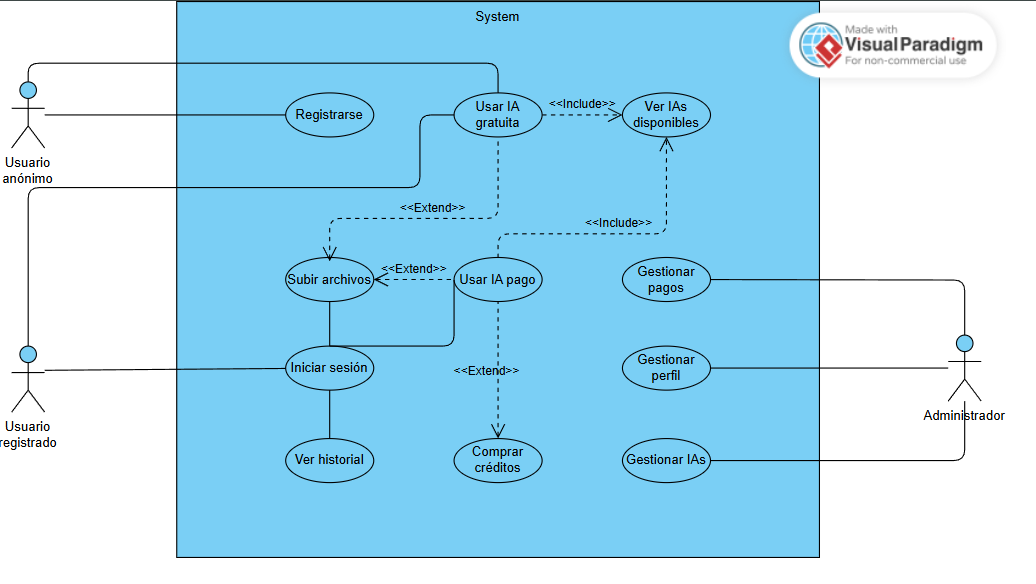 System
Made with
Visual Paradigm
For non-commercial use
Usuario
anónimo
Registrarse
Usar IA
gratuita
<<Include>>
Ver IAs
disponibles
<<Extend>>
<<Include>>
Subir archivos
<<Extend>>
Usar IA pago
Gestionar
pagos
Iniciar sesión
<<Extend>>
Gestionar
perfil
Usuario
registrado
Administrador
Ver historial
Comprar
créditos
Gestionar IAs